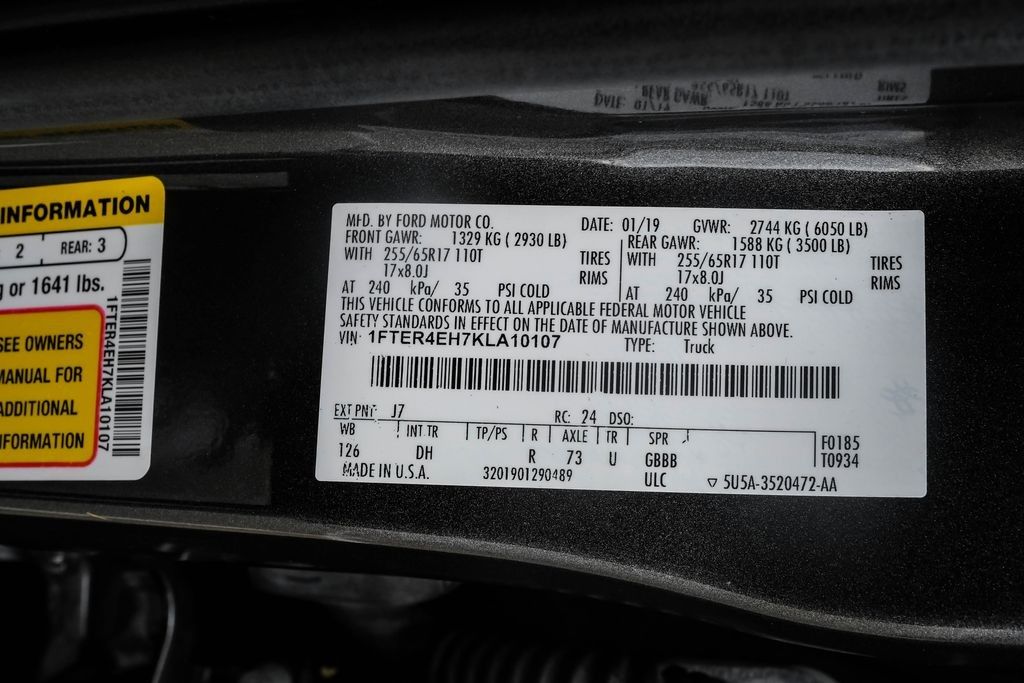 INFORMATION
2 REAR: 3
or 1641 lbs.
SEE OWNERS
MANUAL FOR
ADDITIONAL
INFORMATION
1FTER4EH7KLA10107
MFD. BY FORD MOTOR CO. DATE: 01/19 GVWR: 2744 KG ( 6050 LB)
FRONT GAWR: 1329 KG ( 2930 LB) REAR GAWR: 1588 KG ( 3500 LB)
WITH 255/65R17 110T TIRES WITH 255/65R17 110T TIRES
17x8.0J RIMS 17x8.0J RIMS
AT 240 kPa/ 35 PSI COLD AT 240 kPa/ 35 PSI COLD
THIS VEHICLE CONFORMS TO ALL APPLICABLE FEDERAL MOTOR VEHICLE
SAFETY STANDARDS IN EFFECT ON THE DATE OF MANUFACTURE SHOWN ABOVE.
VIN: 1FTER4EH7KLA10107 TYPE: Truck
EXT PNT: J7 RC: 24 DSO:
WB INT TR TP/PS R AXLE TR SPR F0185
126 DH R 73 U GBBB T0934
MADE IN U.S.A. 3201901290489 ULC ▽ 5U5A-3520472-AA